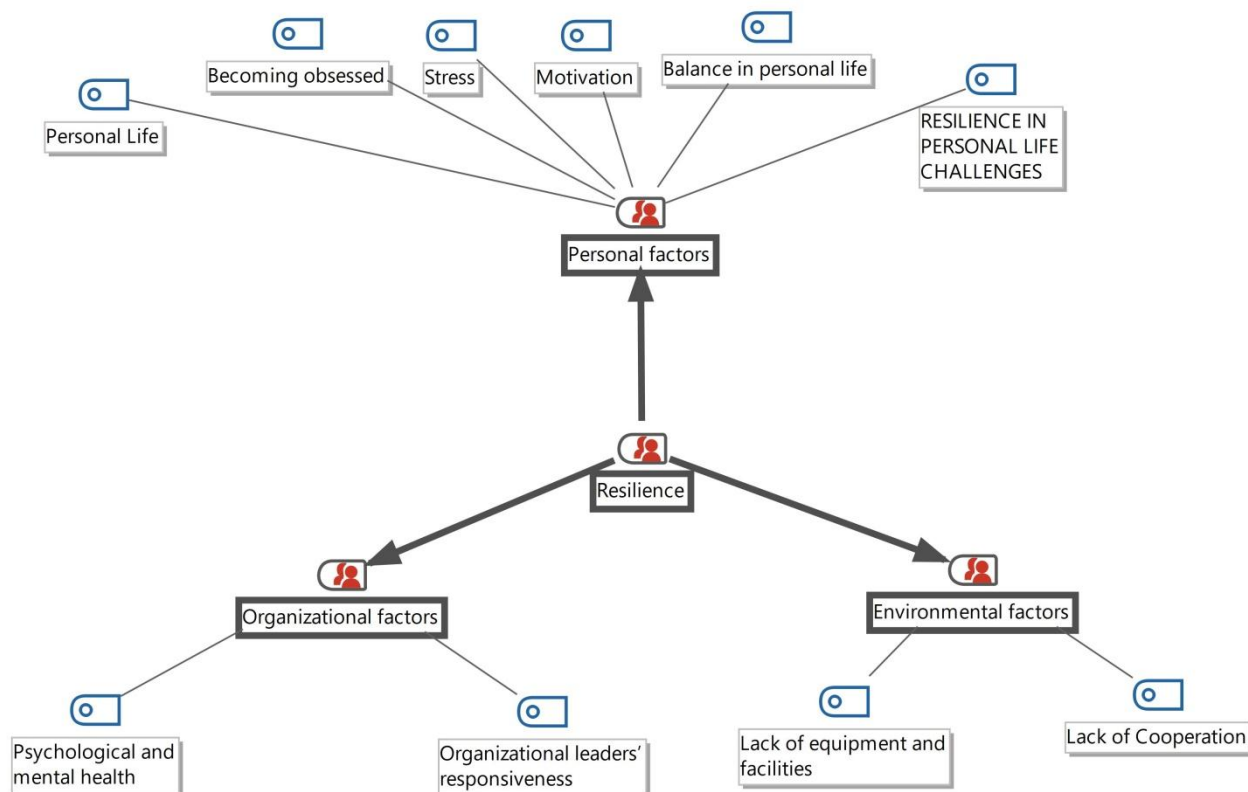 Becoming obsessed
Stress
Motivation
Balance in personal life
Personal Life
RESILIENCE IN
PERSONAL LIFE
CHALLENGES
Personal factors
Resilience
Organizational factors
Environmental factors
Psychological and
mental health
Organizational leaders’
responsiveness
Lack of equipment and
facilities
Lack of Cooperation